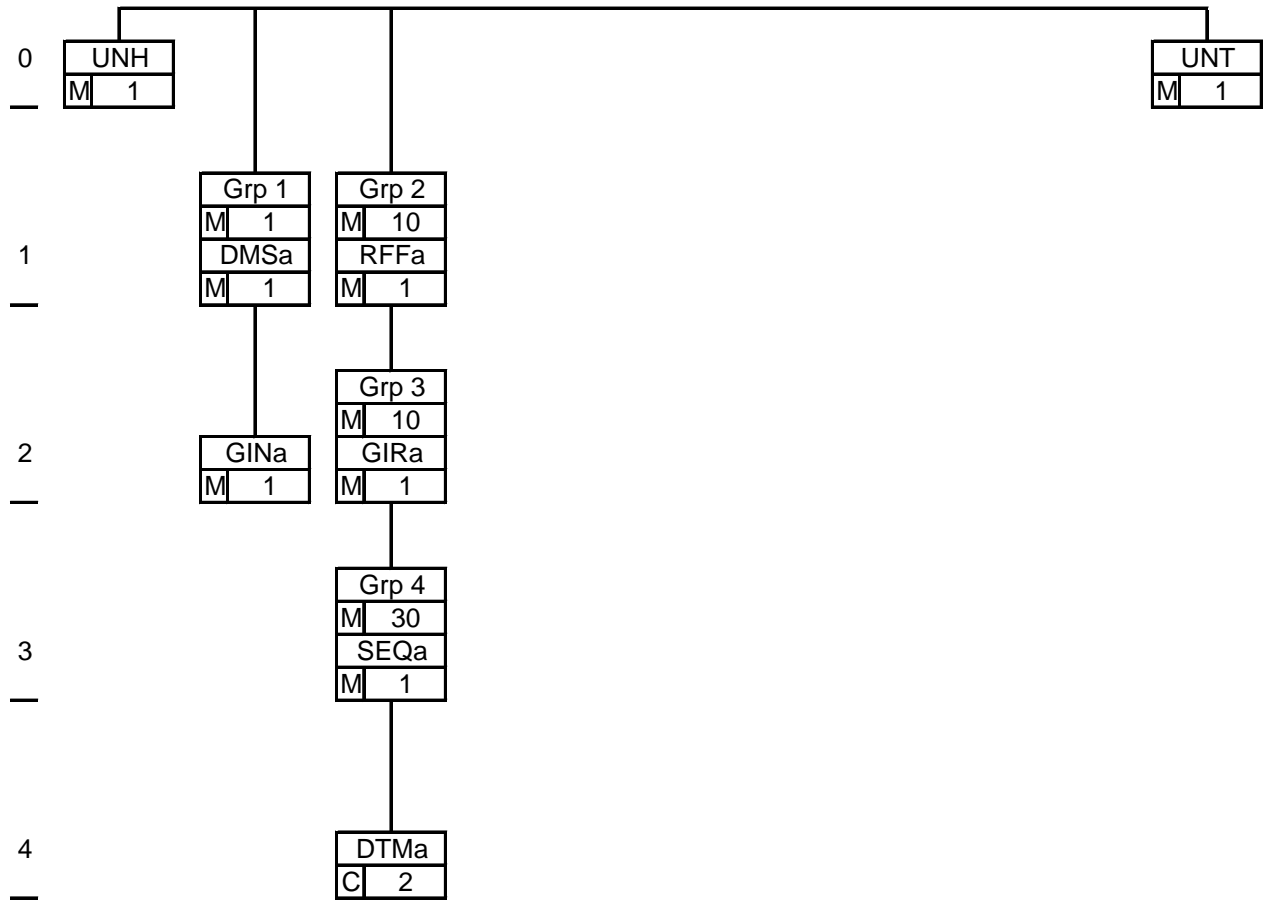 0 UNH UNT
M 1 M 1
Grp 1 Grp 2
M 1 M 10
1 DMSa RFFa
M 1 M 1
Grp 3
M 10
2 GINa GIRa
M 1 M 1
Grp 4
M 30
3 SEQa
M 1
4 DTMa
C 2